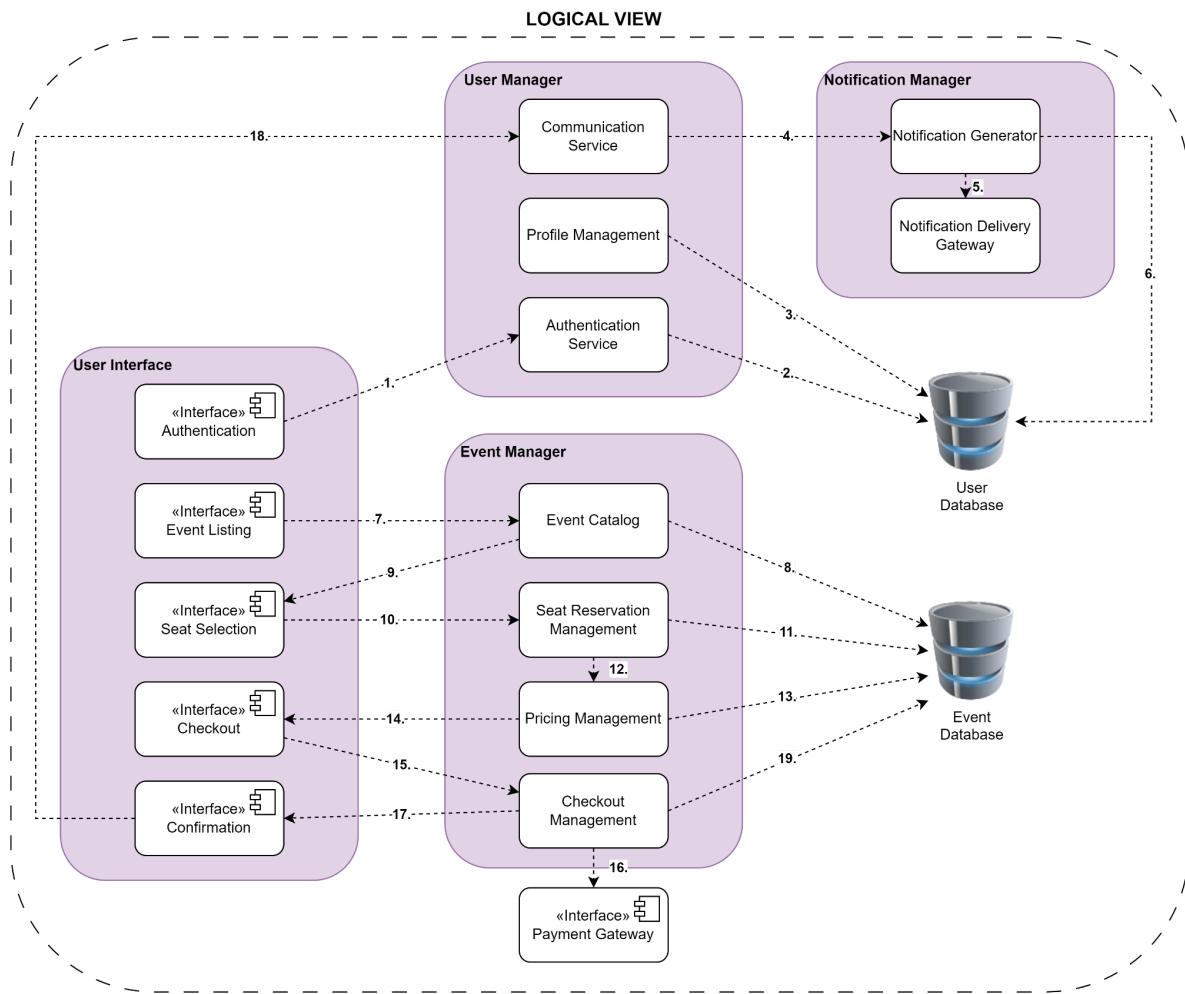 LOGICAL VIEW
User Manager
Communication
Service
Profile Management
Authentication
Service
Notification Manager
Notification Generator
Notification Delivery
Gateway
User Interface
«Interface»
Authentication
«Interface»
Event Listing
«Interface»
Seat Selection
«Interface»
Checkout
«Interface»
Confirmation
Event Manager
Event Catalog
Seat Reservation
Management
Pricing Management
Checkout
Management
«Interface»
Payment Gateway
User
Database
Event
Database
18.
4.
5.
6.
3.
2.
1.
7.
8.
9.
10.
11.
12.
13.
14.
15.
19.
17.
16.